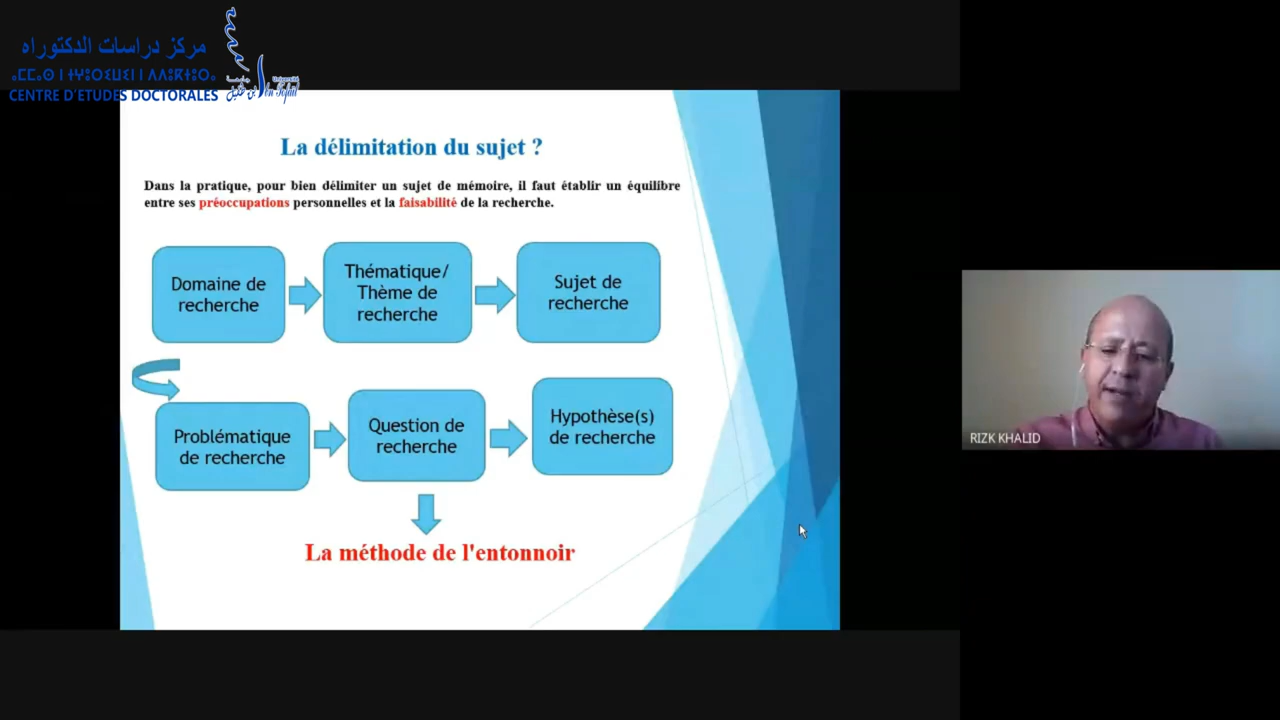 مركز دراسات الدكتوراه
CENTRE D'ETUDES DOCTORALES
La délimitation du sujet ?
Dans la pratique, pour bien délimiter un sujet de mémoire, il faut établir un équilibre
entre ses préoccupations personnelles et la faisabilité de la recherche.
Domaine de
recherche
Thématique/
Thème de
recherche
Sujet de
recherche
Problématique
de recherche
Question de
recherche
Hypothèse(s)
de recherche
La méthode de l'entonnoir
RIZK KHALID